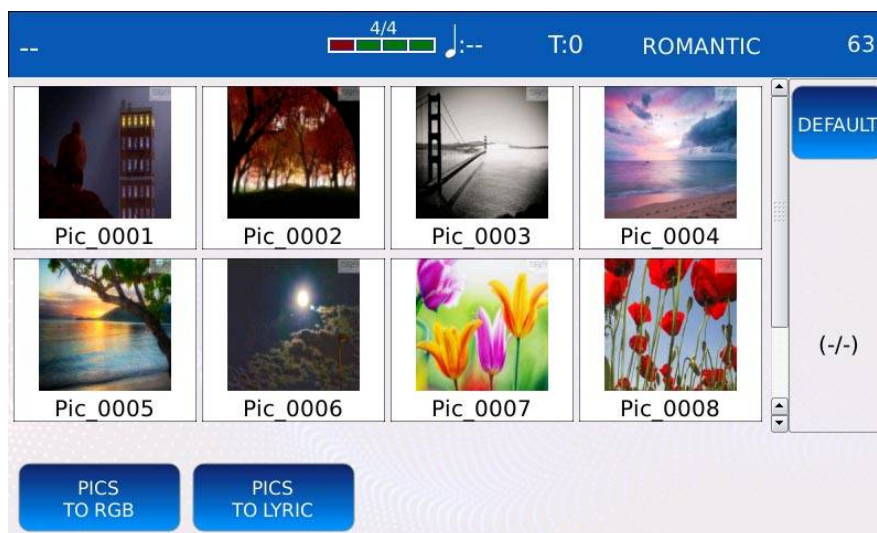 --
4/4
♩:--
T:0
ROMANTIC
63
DEFAULT
Pic_0001
Pic_0002
Pic_0003
Pic_0004
(-/-)
Pic_0005
Pic_0006
Pic_0007
Pic_0008
PICS
TO RGB
PICS
TO LYRIC